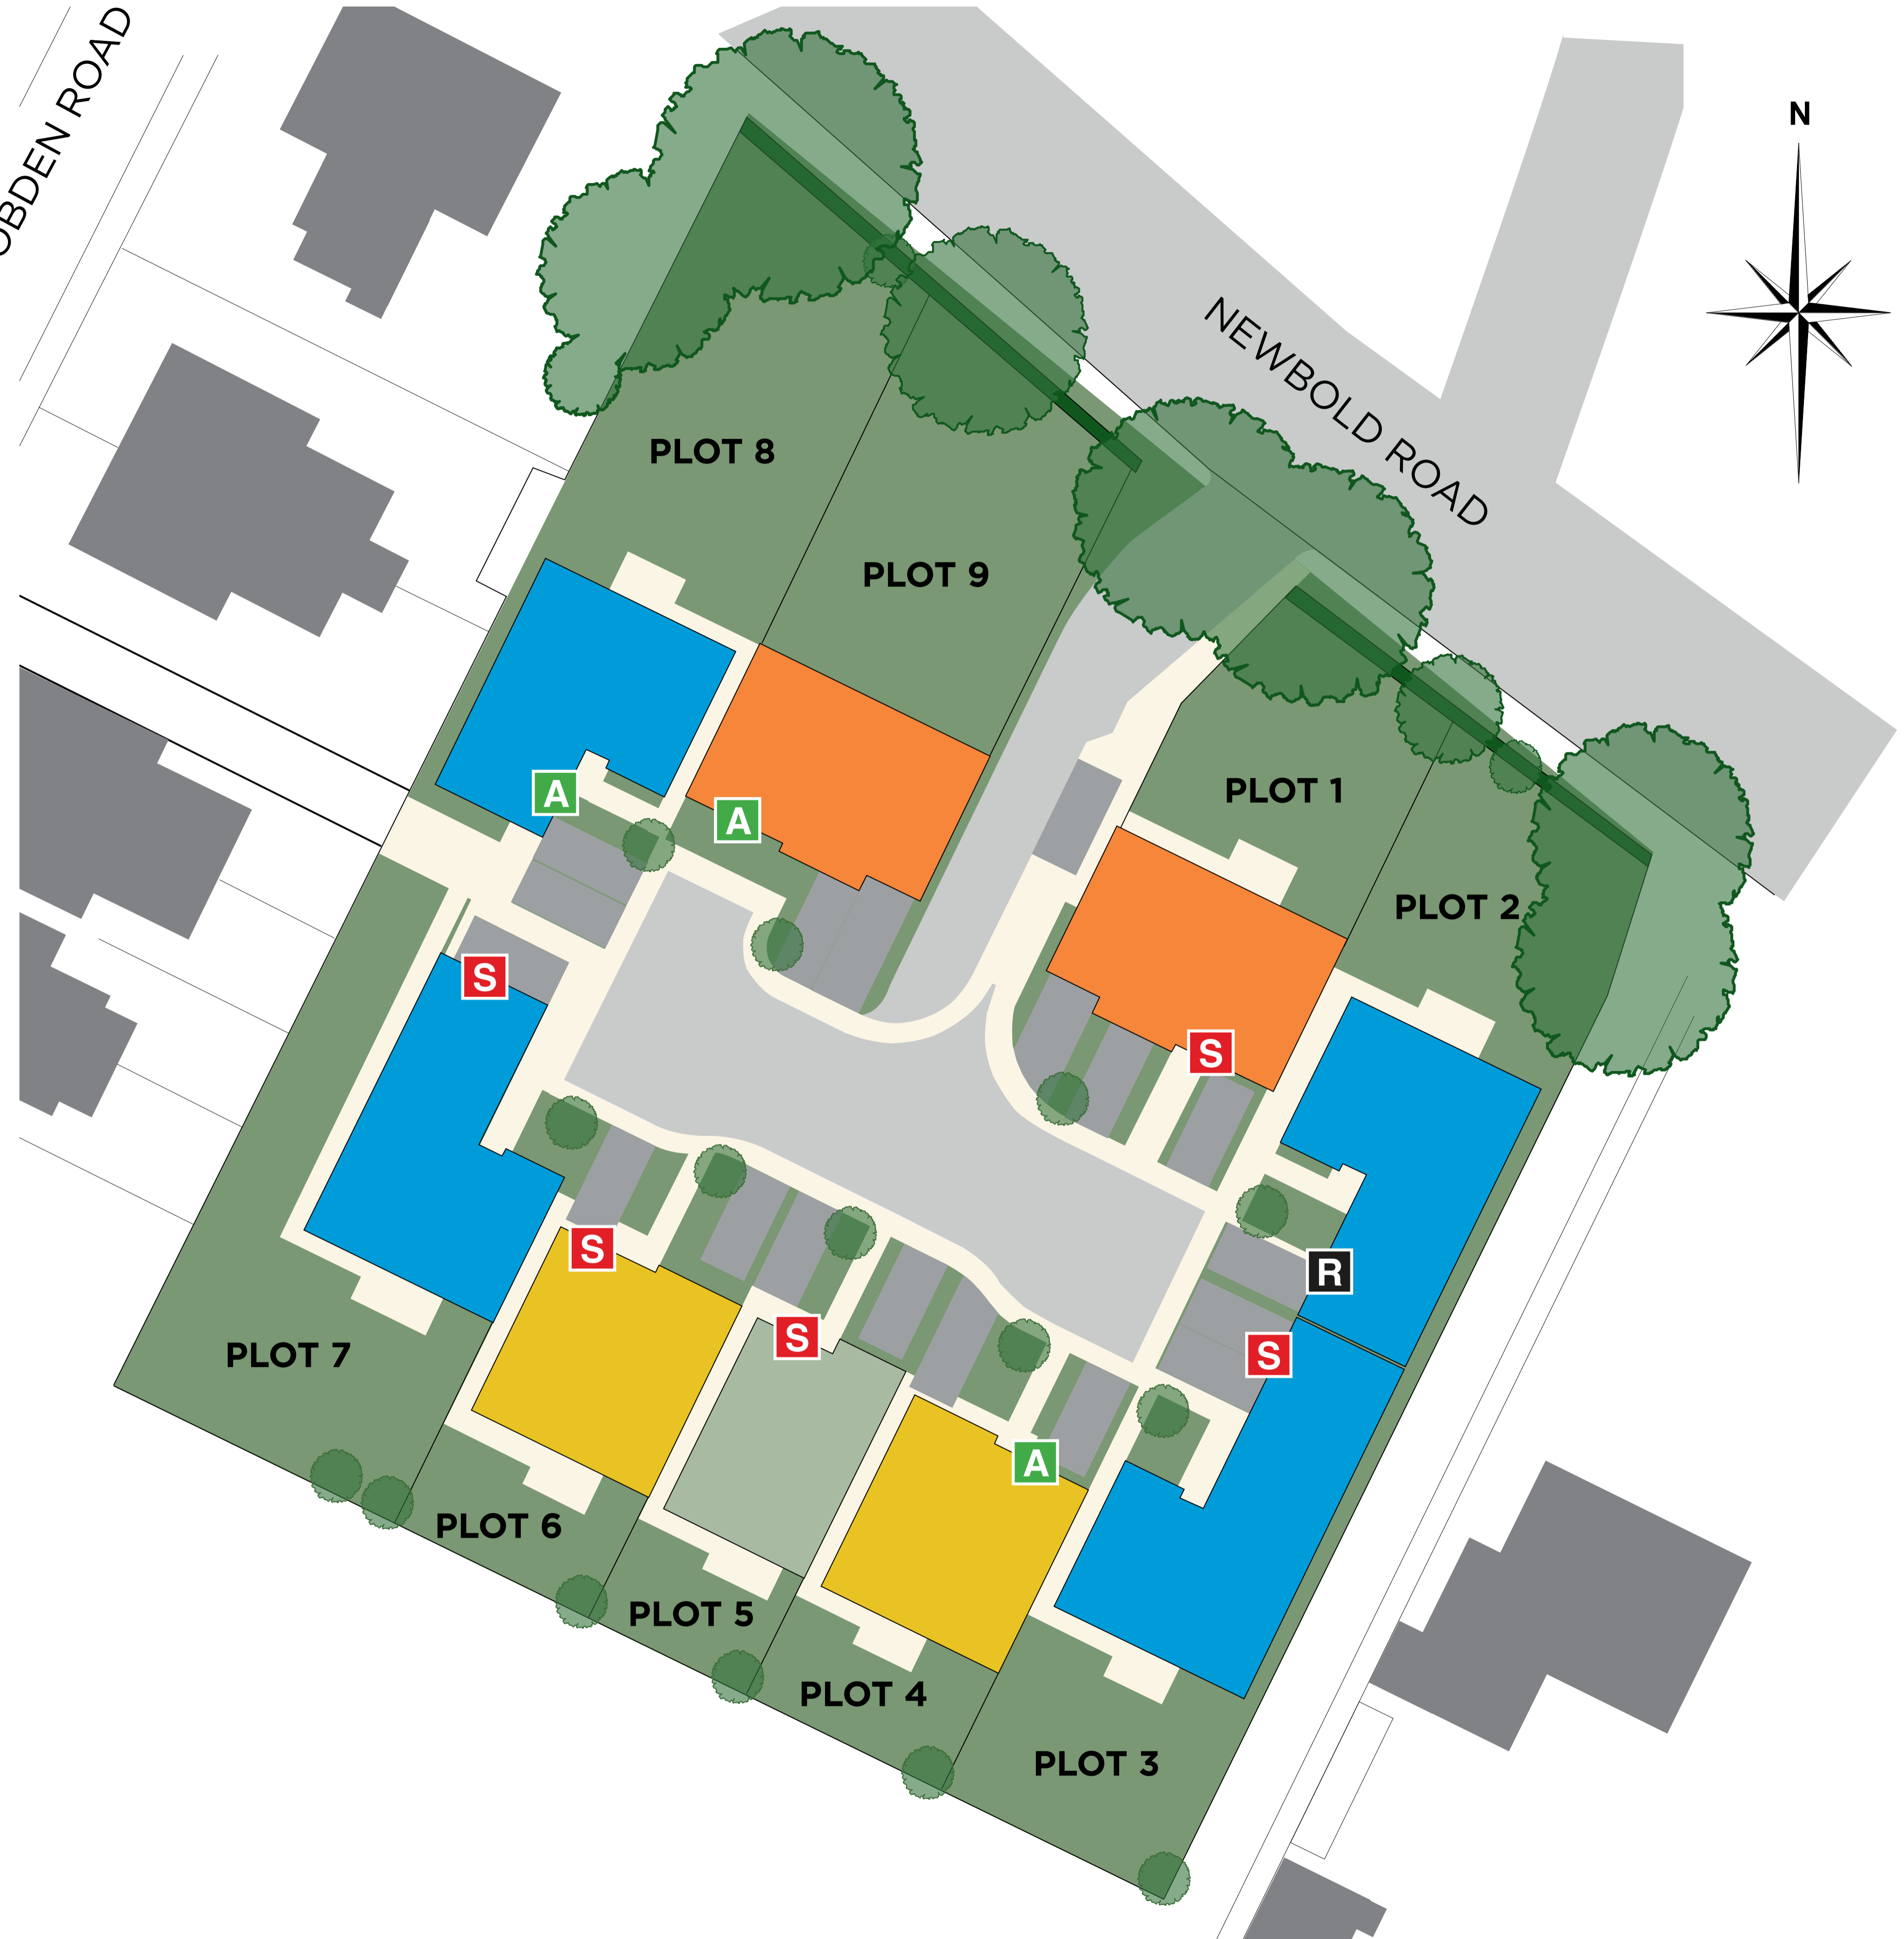 OBDEN ROAD
N
NEWBOLD ROAD
PLOT 8
PLOT 9
PLOT 1
A
A
PLOT 2
S
S
S
R
S
S
PLOT 7
A
PLOT 6
PLOT 5
PLOT 4
PLOT 3